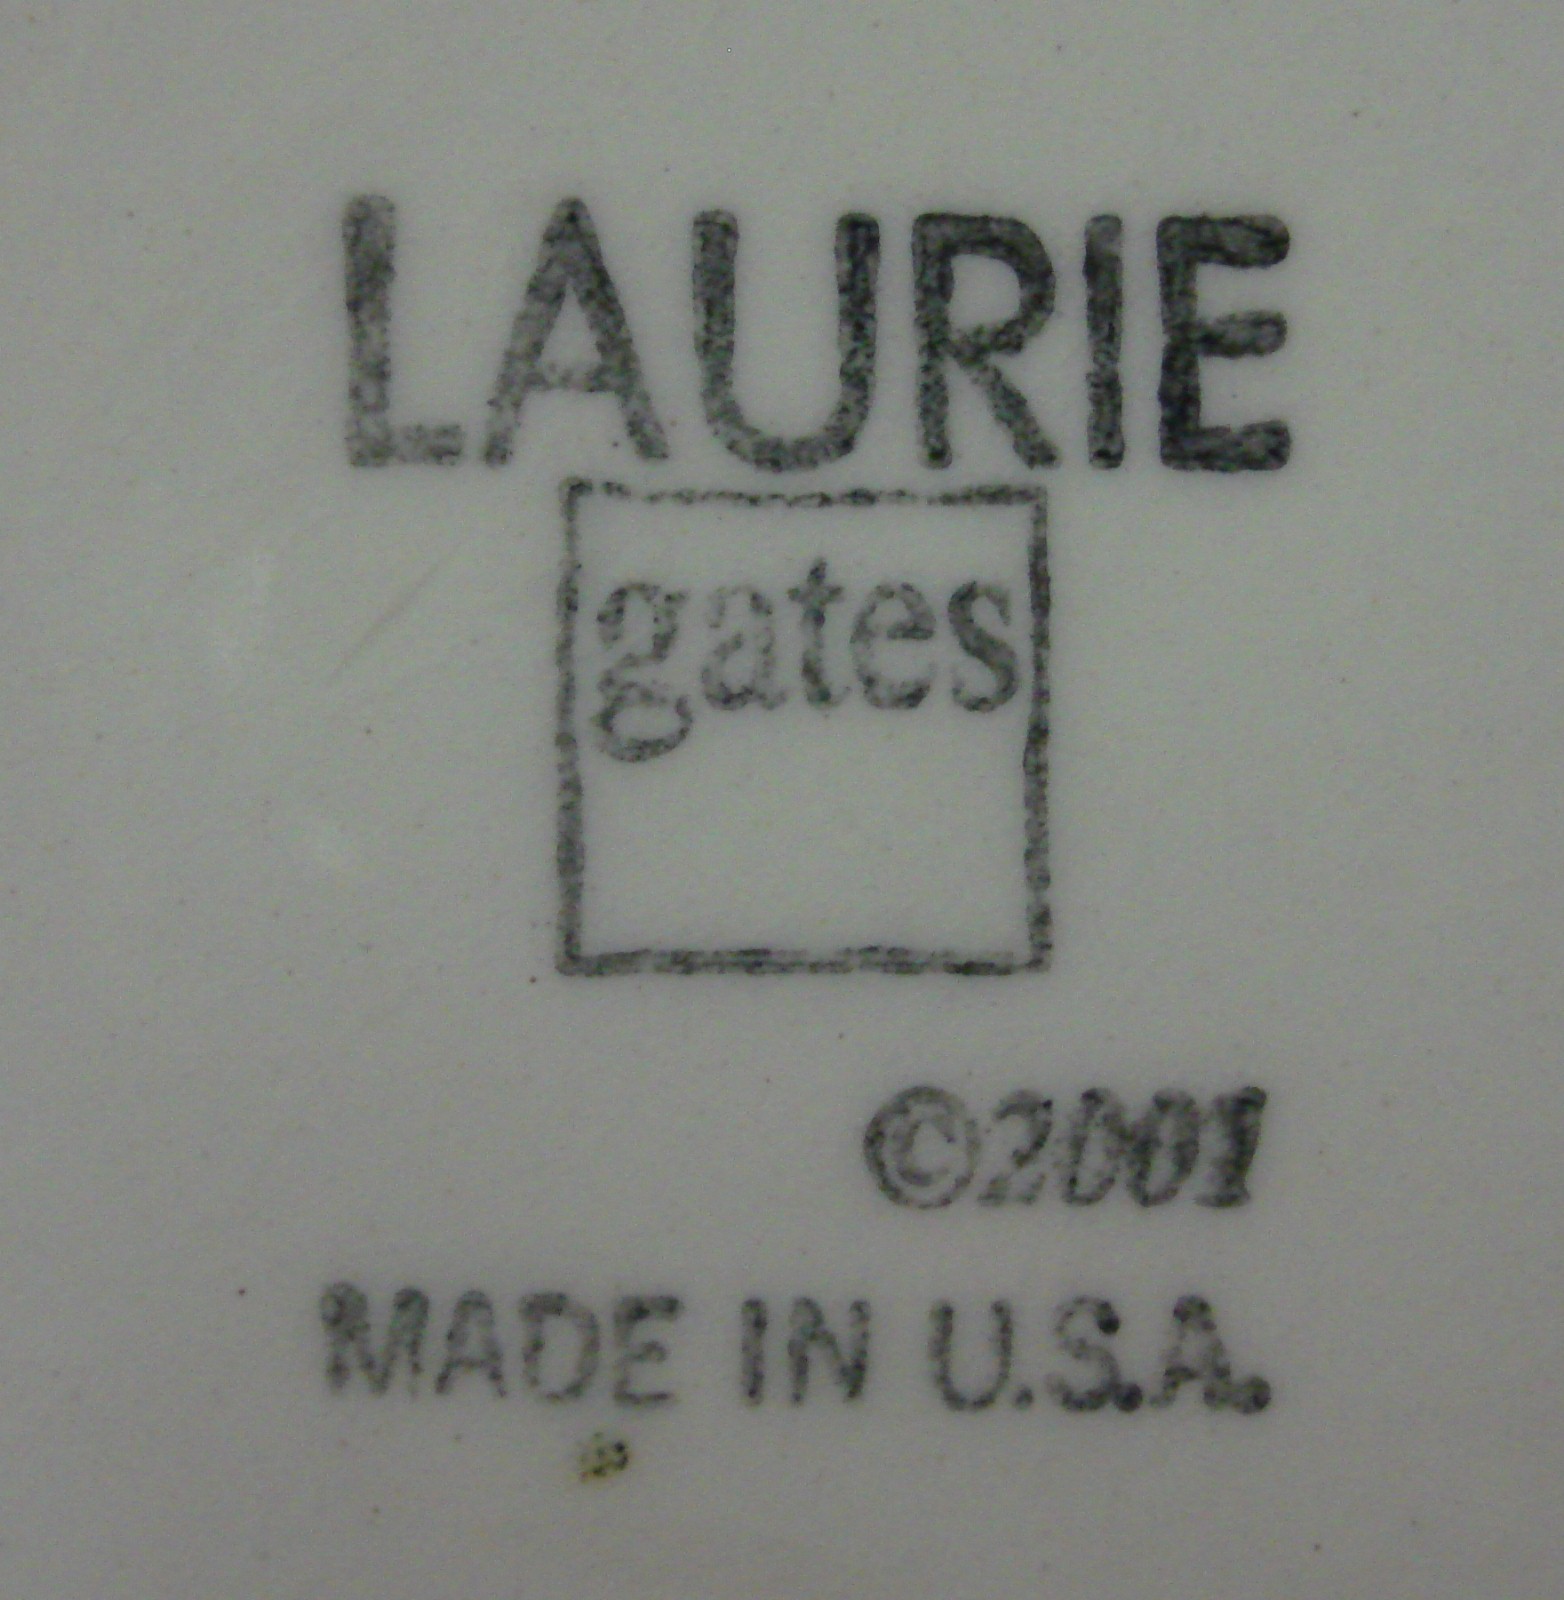 LAURIE
gates
©2001
MADE IN U.S.A.